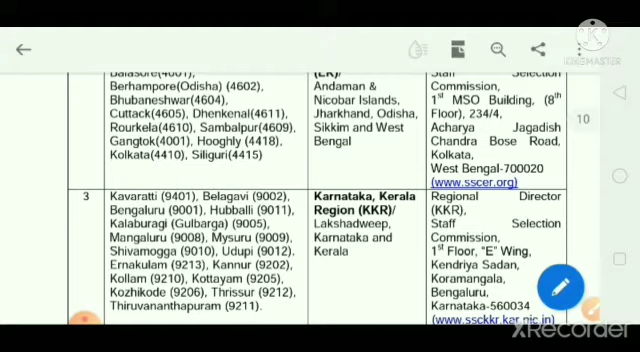 KINEMASTER
10
Balasore(4001),
Berhampore(Odisha) (4602),
Bhubaneshwar(4604),
Cuttack(4605), Dhenkenal(4611),
Rourkela(4610), Sambalpur(4609),
Gangtok(4001), Hooghly (4418),
Kolkata(4410), Siliguri(4415)
(ER)/
Andaman &
Nicobar Islands,
Jharkhand, Odisha,
Sikkim and West
Bengal
Staff Selection
Commission,
1st MSO Building, (8th
Floor), 234/4,
Acharya Jagadish
Chandra Bose Road,
Kolkata,
West Bengal-700020
(www.sscer.org)
3
Kavaratti (9401), Belagavi (9002),
Bengaluru (9001), Hubballi (9011),
Kalaburagi (Gulbarga) (9005),
Mangaluru (9008), Mysuru (9009),
Shivamogga (9010), Udupi (9012),
Ernakulam (9213), Kannur (9202),
Kollam (9210), Kottayam (9205),
Kozhikode (9206), Thrissur (9212),
Thiruvananthapuram (9211).
Karnataka, Kerala
Region (KKR)/
Lakshadweep,
Karnataka and
Kerala
Regional Director
(KKR),
Staff Selection
Commission,
1st Floor, "E" Wing,
Kendriya Sadan,
Koramangala,
Bengaluru,
Karnataka-560034
(www.ssckkr.kar.nic.in)
XRecorder